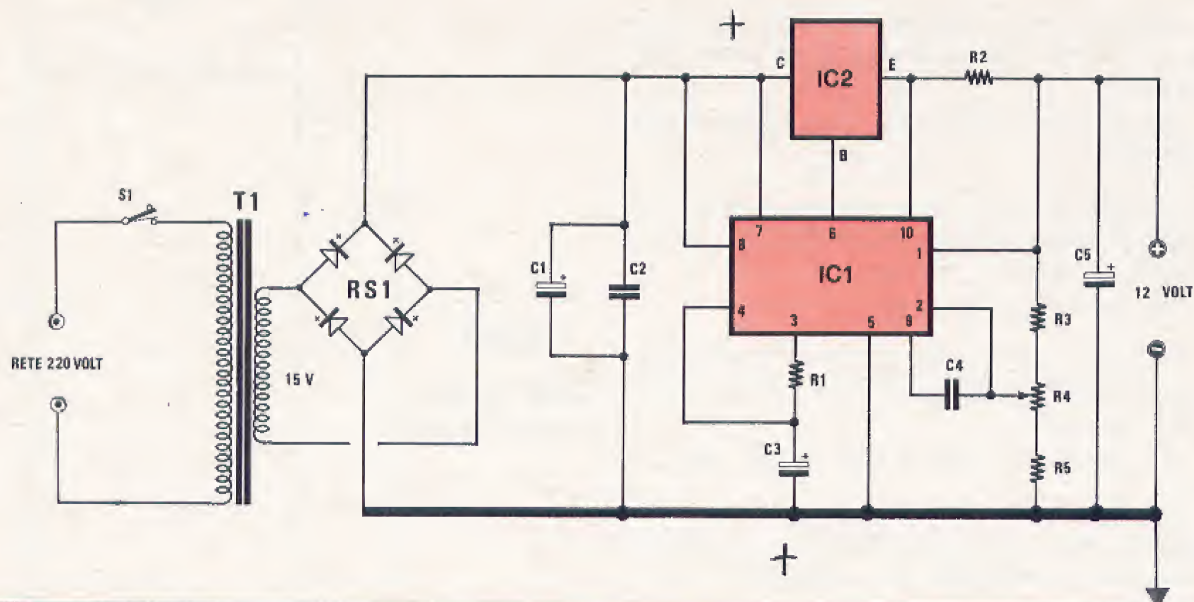 S1
T1
RETE 220 VOLT
15 V
RS1
C1
+
C2
+
C
IC2
E
B
R2
8
7
6
10
1
IC1
4
3
5
9
2
R1
C3
+
C4
R3
R4
R5
C5
+
+
12 VOLT
-
+